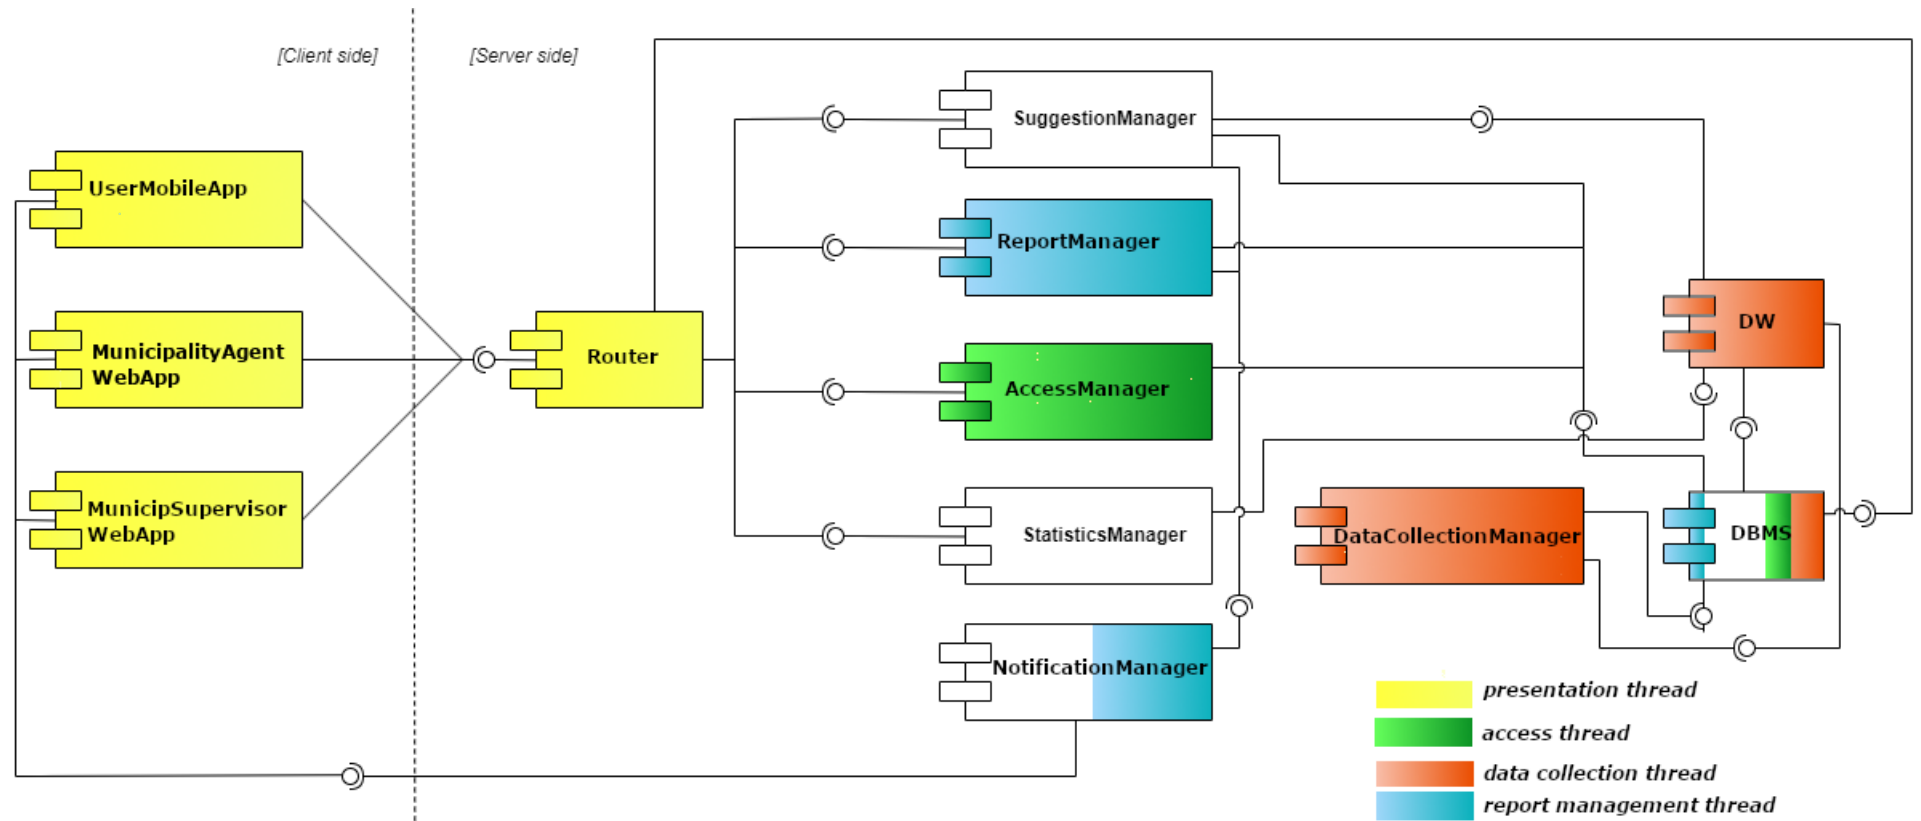 [Client side]
[Server side]
SuggestionManager
UserMobileApp
ReportManager
DW
MunicipalityAgent
WebApp
Router
AccessManager
MunicipSupervisor
WebApp
StatisticsManager
DataCollectionManager
DBMS
NotificationManager
presentation thread
access thread
data collection thread
report management thread